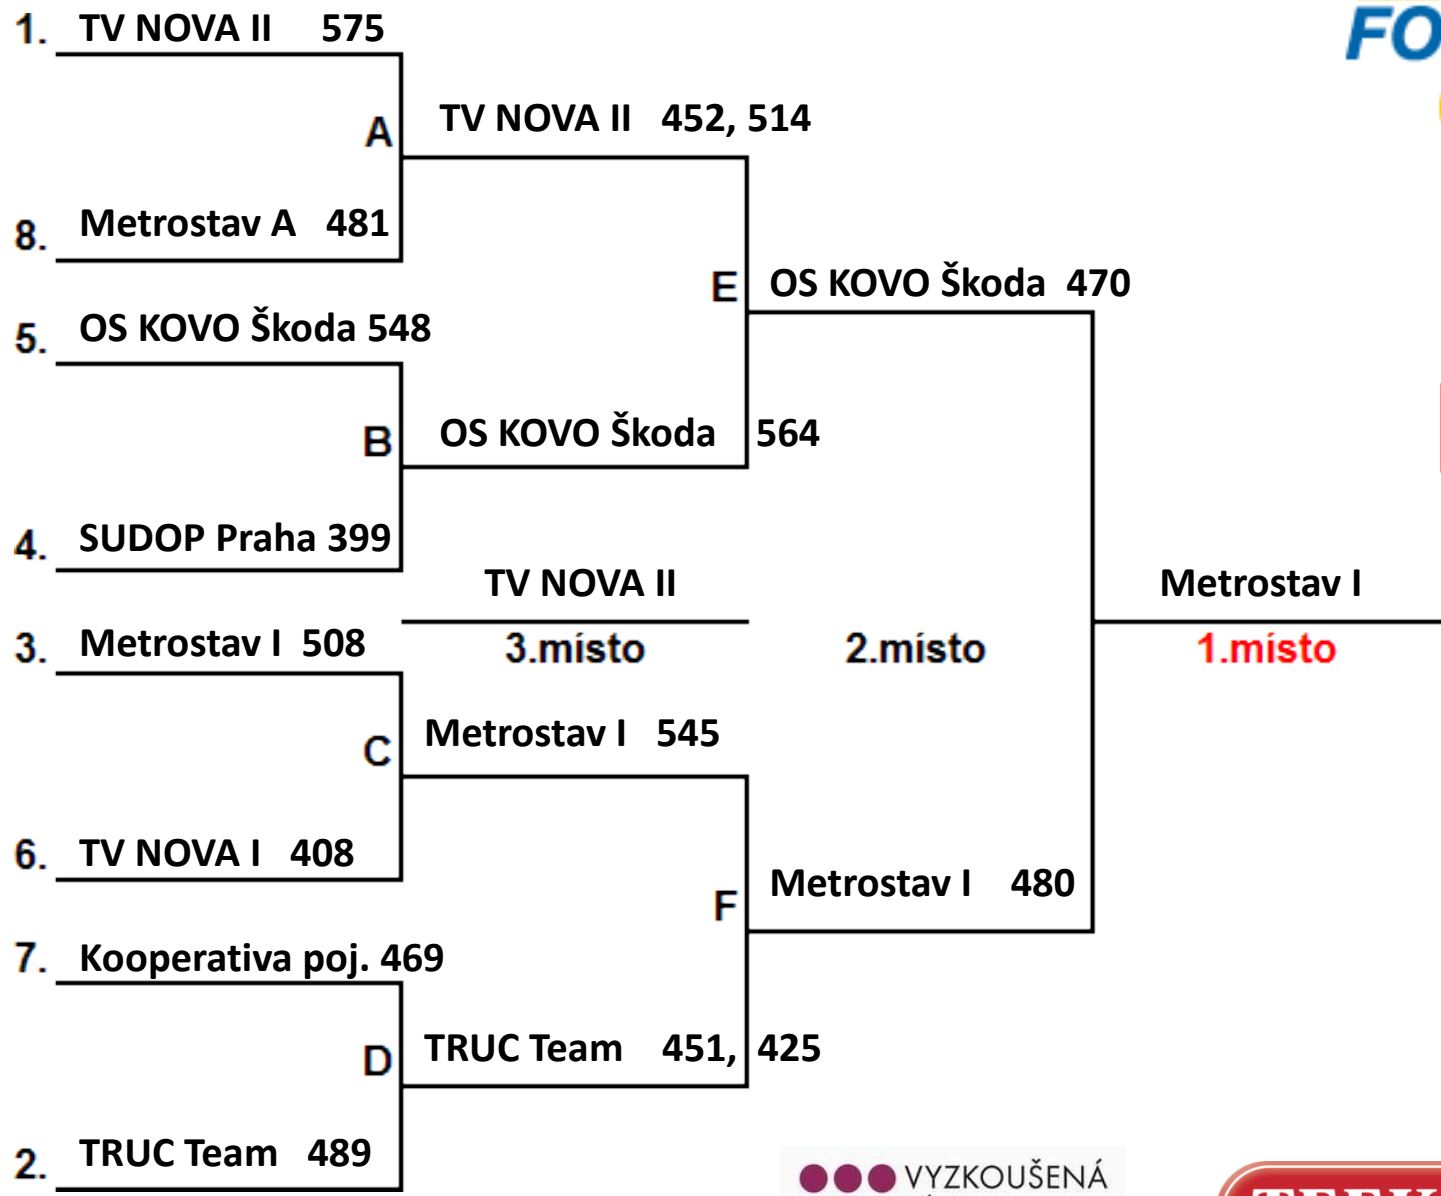 1. TV NOVA II 575
FO
A TV NOVA II 452, 514
8. Metrostav A 481
E OS KOVO Škoda 470
5. OS KOVO Škoda 548
B OS KOVO Škoda 564
4. SUDOP Praha 399
TV NOVA II
Metrostav I
3. Metrostav I 508
3.místo 2.místo 1.místo
C Metrostav I 545
6. TV NOVA I 408
F Metrostav I 480
7. Kooperativa poj. 469
D TRUC Team 451, 425
2. TRUC Team 489
VYZKOUŠENÁ